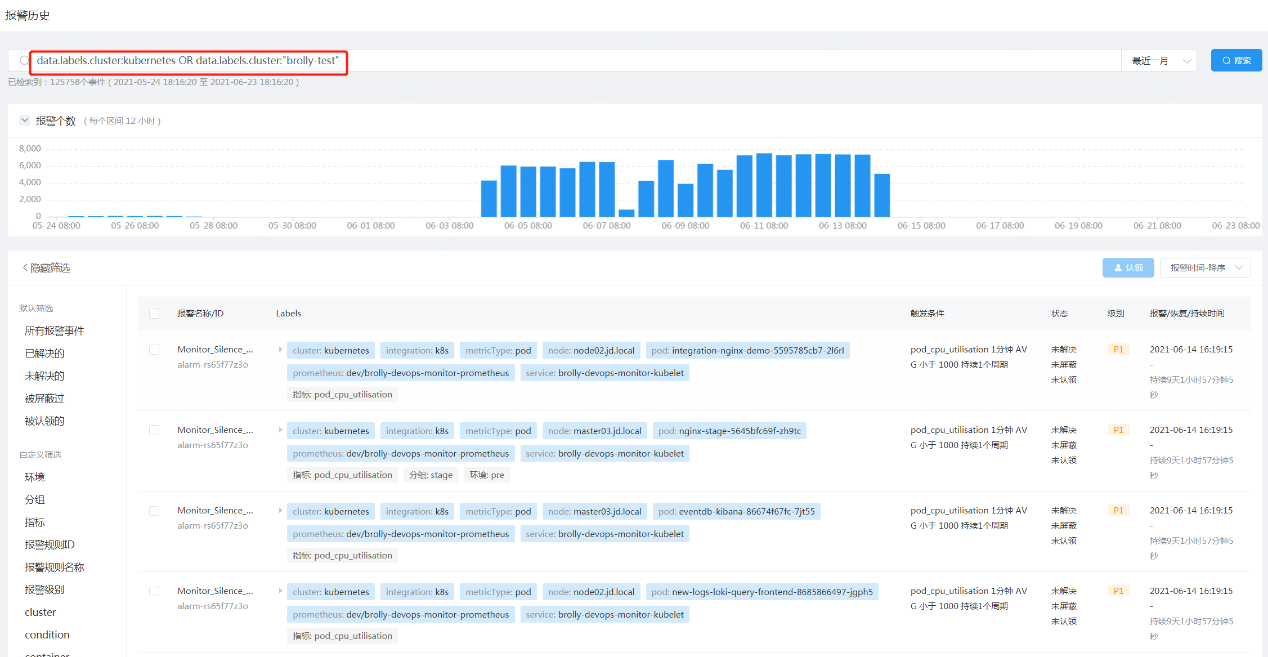 报警历史
data.labels.cluster:kubernetes OR data.labels.cluster:"brolly-test"
最近一月
搜索
已检索到：125758个事件 ( 2021-05-24 18:16:20 至 2021-06-23 18:16:20 )
报警个数 ( 每个区间 12 小时 )
8,000
6,000
4,000
2,000
0
05-24 08:00 05-26 08:00 05-28 08:00 05-30 08:00 06-01 08:00 06-03 08:00 06-05 08:00 06-07 08:00 06-09 08:00 06-11 08:00 06-13 08:00 06-15 08:00 06-17 08:00 06-19 08:00 06-21 08:00 06-23 08:00
隐藏筛选
认领
报警时间-降序
默认筛选
所有报警事件
已解决的
未解决的
被屏蔽过
被认领的
自定义筛选
环境
分组
指标
报警规则ID
报警规则名称
报警级别
cluster
condition
container
报警名称/ID Labels 触发条件 状态 级别 报警/恢复/持续时间
Monitor_Silence_...
alarm-rs65f77z3o
cluster: kubernetes integration: k8s metricType: pod node: node02.jd.local pod: integration-nginx-demo-5595785cb7-2l6rl
prometheus: dev/brolly-devops-monitor-prometheus service: brolly-devops-monitor-kubelet
指标: pod_cpu_utilisation
pod_cpu_utilisation 1分钟 AV
G 小于 1000 持续1个周期
未解决
未屏蔽
未认领
P1
2021-06-14 16:19:15
-
持续9天1小时57分钟5
秒
Monitor_Silence_...
alarm-rs65f77z3o
cluster: kubernetes integration: k8s metricType: pod node: master03.jd.local pod: nginx-stage-5645bfc69f-zh9tc
prometheus: dev/brolly-devops-monitor-prometheus service: brolly-devops-monitor-kubelet
指标: pod_cpu_utilisation 分组: stage 环境: pre
pod_cpu_utilisation 1分钟 AV
G 小于 1000 持续1个周期
未解决
未屏蔽
未认领
P1
2021-06-14 16:19:15
-
持续9天1小时57分钟5
秒
Monitor_Silence_...
alarm-rs65f77z3o
cluster: kubernetes integration: k8s metricType: pod node: master03.jd.local pod: eventdb-kibana-86674f67fc-7jt55
prometheus: dev/brolly-devops-monitor-prometheus service: brolly-devops-monitor-kubelet
指标: pod_cpu_utilisation
pod_cpu_utilisation 1分钟 AV
G 小于 1000 持续1个周期
未解决
未屏蔽
未认领
P1
2021-06-14 16:19:15
-
持续9天1小时57分钟5
秒
Monitor_Silence_...
alarm-rs65f77z3o
cluster: kubernetes integration: k8s metricType: pod node: node02.jd.local pod: new-logs-loki-query-frontend-8685866497-jgph5
prometheus: dev/brolly-devops-monitor-prometheus service: brolly-devops-monitor-kubelet
指标: pod_cpu_utilisation
pod_cpu_utilisation 1分钟 AV
G 小于 1000 持续1个周期
未解决
未屏蔽
未认领
P1
2021-06-14 16:19:15
-
持续9天1小时57分钟5
秒